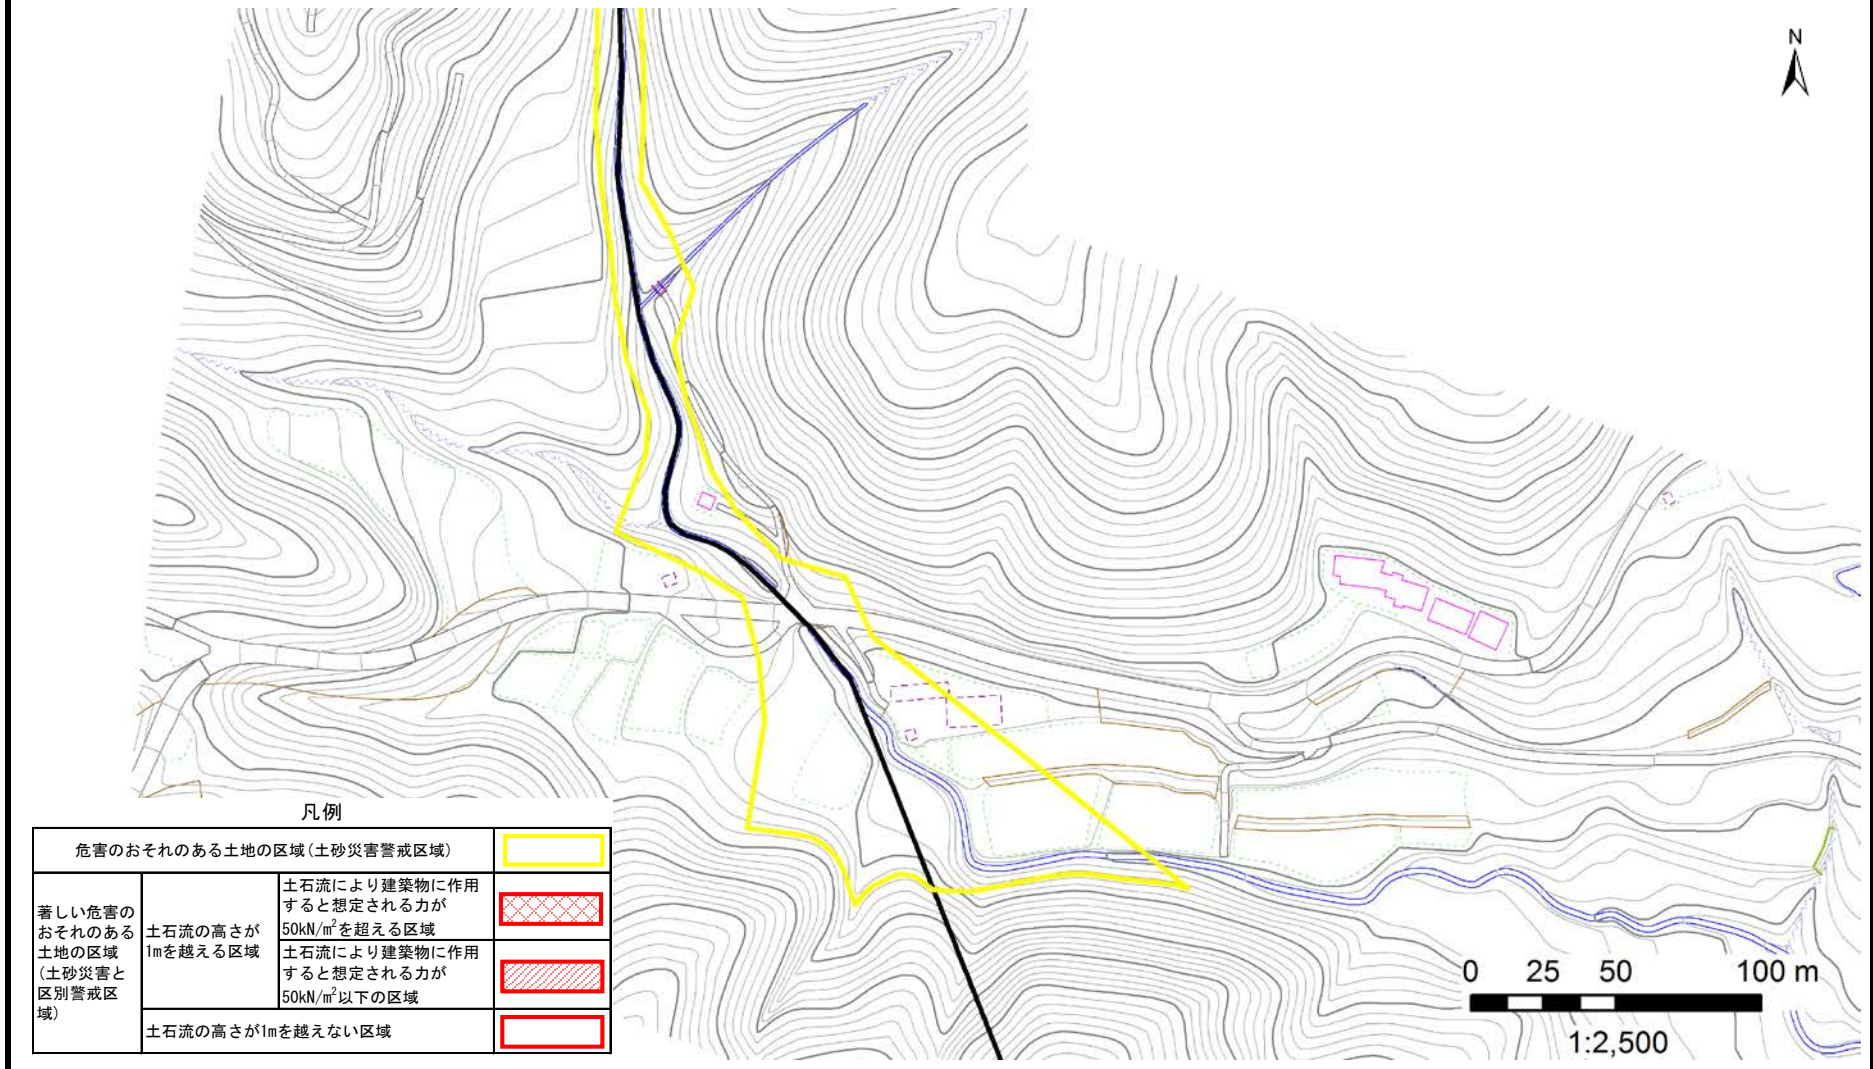 N
凡例
危害のおそれのある土地の区域(土砂災害警戒区域)
著しい危害の
おそれのある
土地の区域
(土砂災害と
区別警戒区
域)
土石流の高さが
1mを越える区域
土石流により建築物に作用
すると想定される力が
50kN/m²を超える区域
土石流により建築物に作用
すると想定される力が
50kN/m²以下の区域
土石流の高さが1mを越えない区域
0 25 50 100 m
1:2,500